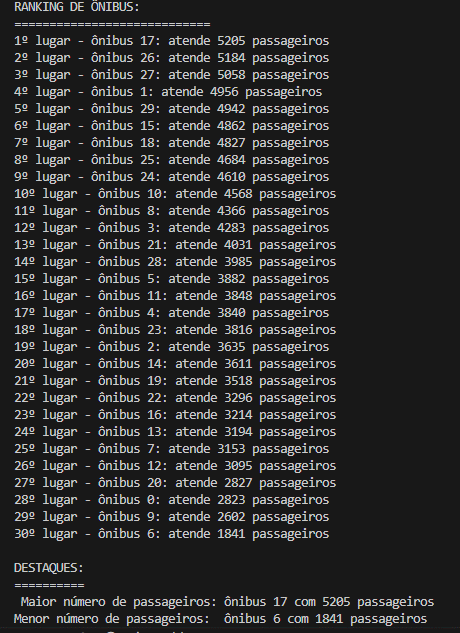 RANKING DE ÔNIBUS:
============================
1º lugar - ônibus 17: atende 5205 passageiros
2º lugar - ônibus 26: atende 5184 passageiros
3º lugar - ônibus 27: atende 5058 passageiros
4º lugar - ônibus 1: atende 4956 passageiros
5º lugar - ônibus 29: atende 4942 passageiros
6º lugar - ônibus 15: atende 4862 passageiros
7º lugar - ônibus 18: atende 4827 passageiros
8º lugar - ônibus 25: atende 4684 passageiros
9º lugar - ônibus 24: atende 4610 passageiros
10º lugar - ônibus 10: atende 4568 passageiros
11º lugar - ônibus 8: atende 4366 passageiros
12º lugar - ônibus 3: atende 4283 passageiros
13º lugar - ônibus 21: atende 4031 passageiros
14º lugar - ônibus 28: atende 3985 passageiros
15º lugar - ônibus 5: atende 3882 passageiros
16º lugar - ônibus 11: atende 3848 passageiros
17º lugar - ônibus 4: atende 3840 passageiros
18º lugar - ônibus 23: atende 3816 passageiros
19º lugar - ônibus 2: atende 3635 passageiros
20º lugar - ônibus 14: atende 3611 passageiros
21º lugar - ônibus 19: atende 3518 passageiros
22º lugar - ônibus 22: atende 3296 passageiros
23º lugar - ônibus 16: atende 3214 passageiros
24º lugar - ônibus 13: atende 3194 passageiros
25º lugar - ônibus 7: atende 3153 passageiros
26º lugar - ônibus 12: atende 3095 passageiros
27º lugar - ônibus 20: atende 2827 passageiros
28º lugar - ônibus 0: atende 2823 passageiros
29º lugar - ônibus 9: atende 2602 passageiros
30º lugar - ônibus 6: atende 1841 passageiros

DESTAQUES:
==========
 Maior número de passageiros: ônibus 17 com 5205 passageiros
Menor número de passageiros:  ônibus 6 com 1841 passageiros